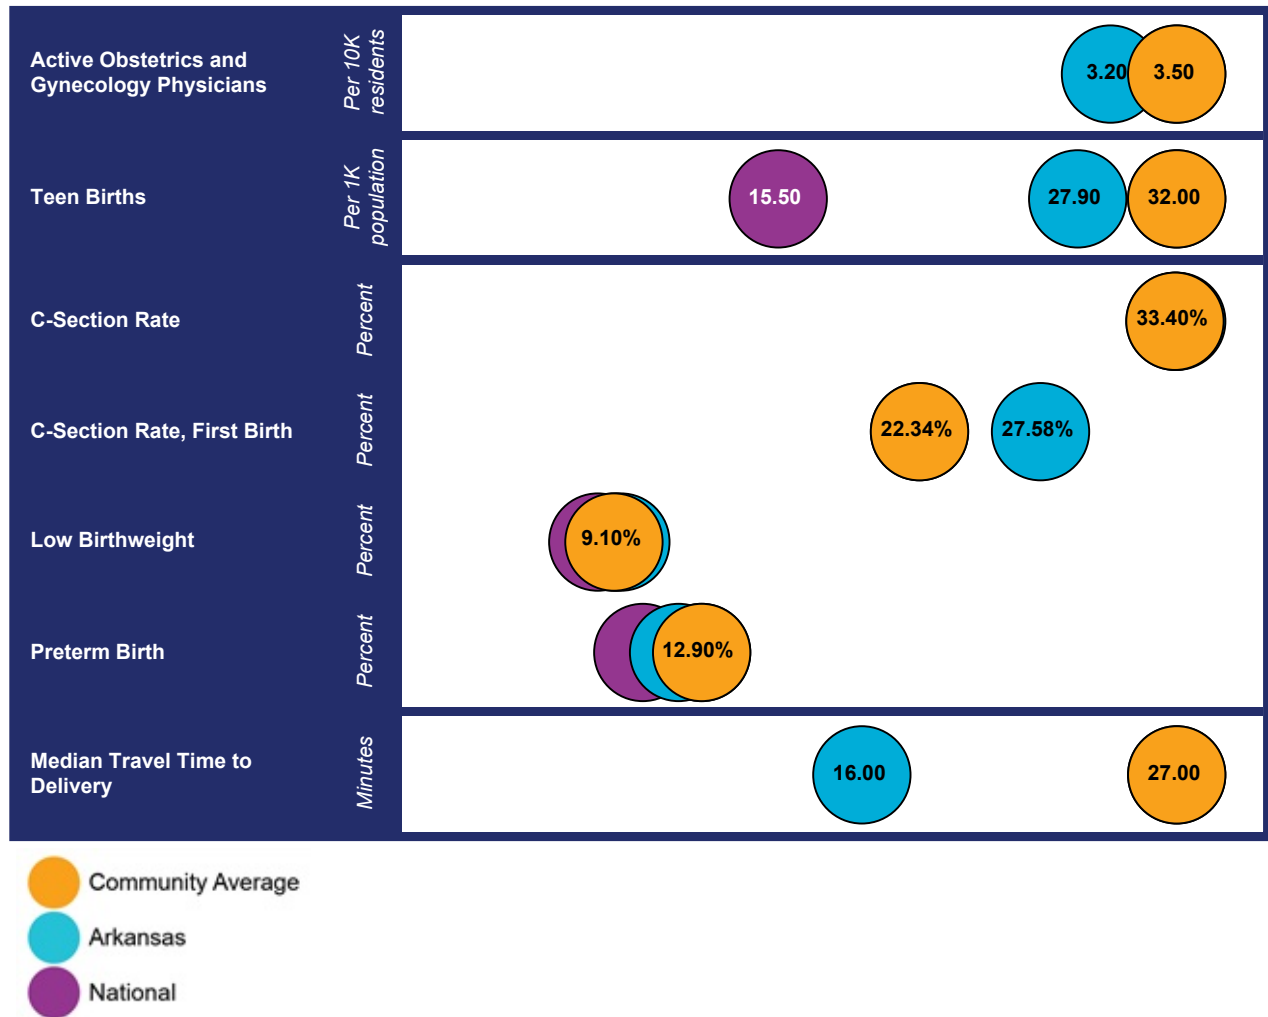 Active Obstetrics and
Gynecology Physicians
Per 10K
residents
3.20
3.50
Teen Births
Per 1K
population
15.50
27.90
32.00
C-Section Rate
Percent
33.40%
C-Section Rate, First Birth
Percent
22.34%
27.58%
Low Birthweight
Percent
9.10%
Preterm Birth
Percent
12.90%
Median Travel Time to
Delivery
Minutes
16.00
27.00
Community Average
Arkansas
National